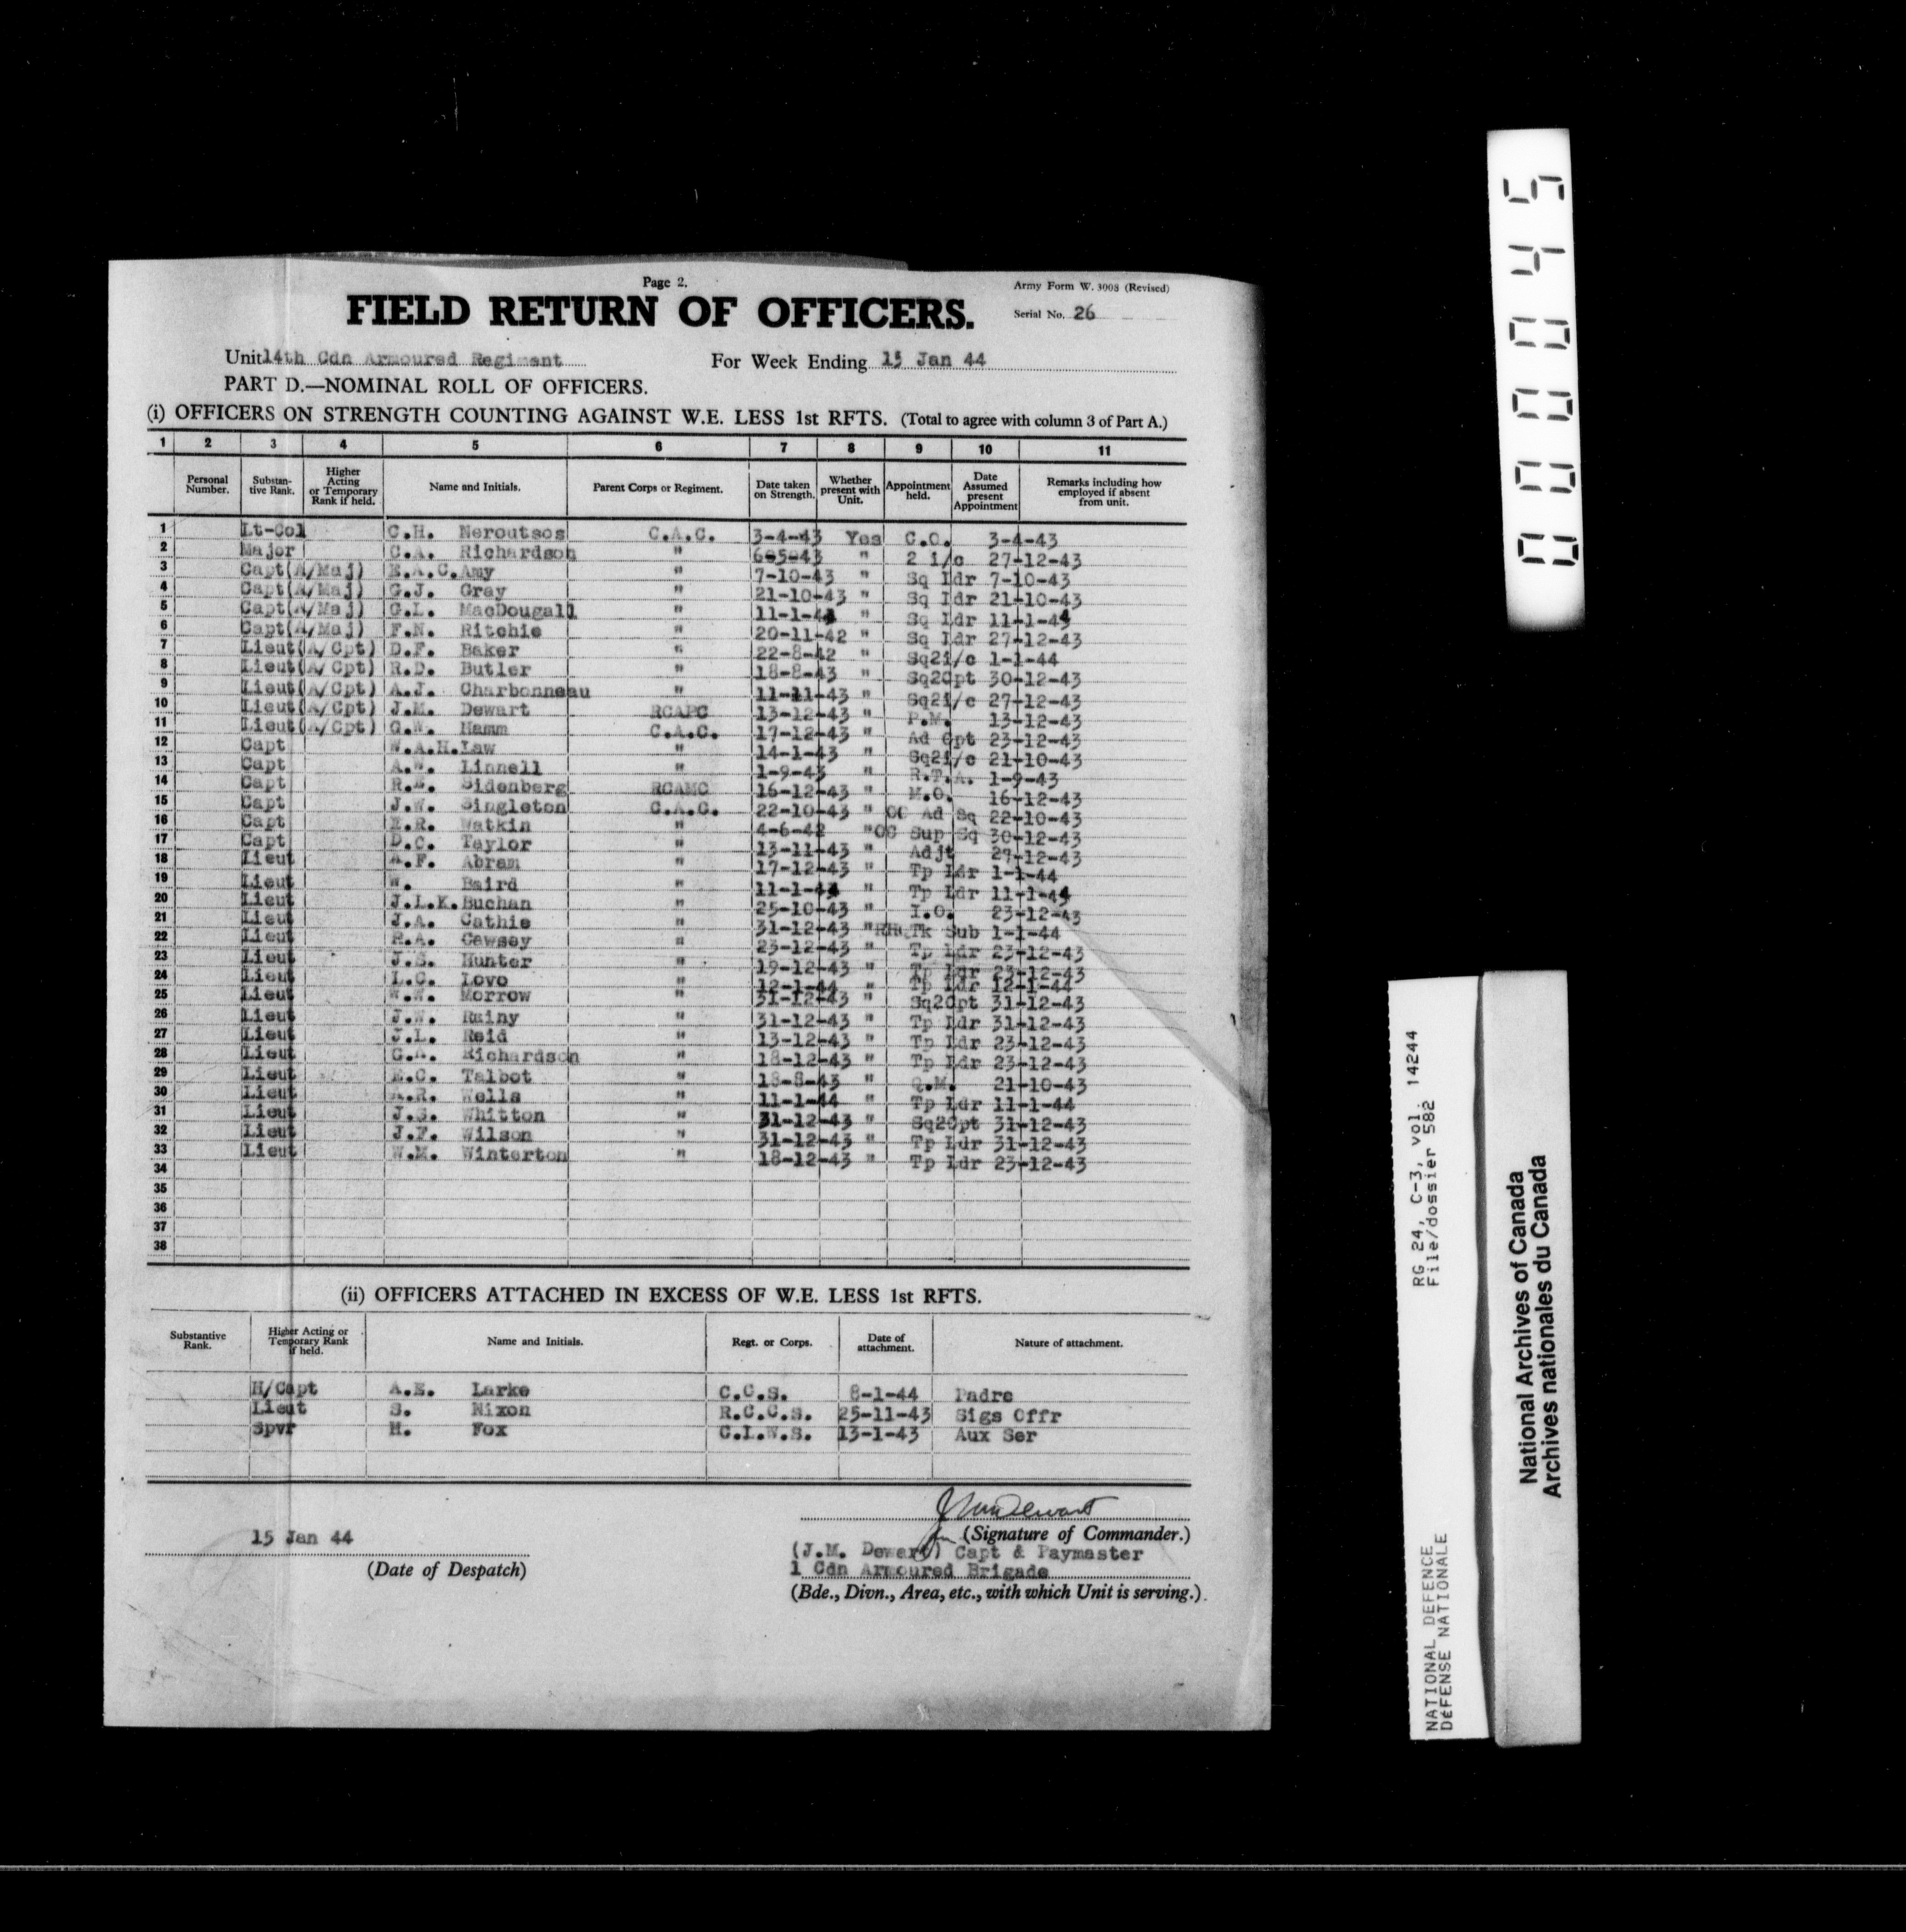 Page 2.
Army Form W. 3008 (Revised)
FIELD RETURN OF OFFICERS.
Serial No. 26
Unit 14th Cdn Armoured Regiment For Week Ending 15 Jan 44
PART D.—NOMINAL ROLL OF OFFICERS.
(i) OFFICERS ON STRENGTH COUNTING AGAINST W.E. LESS 1st RFTS. (Total to agree with column 3 of Part A.)
1 2 3 4 5 6 7 8 9 10 11
Personal Number. Substantive Rank. Higher Acting or Temporary Rank if held. Name and Initials. Parent Corps or Regiment. Date taken on Strength. Whether present with Unit. Appointment held. Date Assumed present Appointment Remarks including how employed if absent from unit.
1 Lt-Col C.H. Neroutsos C.A.C. 3-4-43 Yes C.O. 3-4-43
2 Major C.A. Richardson " 6-5-43 " 2 i/c 27-12-43
3 Capt(A/Maj) E.A.C. Amy " 7-10-43 " Sq Ldr 7-10-43
4 Capt(A/Maj) G.J. Gray " 21-10-43 " Sq Ldr 21-10-43
5 Capt(A/Maj) G.L. MacDougall " 11-1-44 " Sq Ldr 11-1-44
6 Capt(A/Maj) F.N. Ritchie " 20-11-42 " Sq Ldr 27-12-43
7 Lieut(A/Cpt) D.F. Baker " 22-8-42 " Sq2i/c 1-1-44
8 Lieut(A/Cpt) R.D. Butler " 18-8-43 " Sq2Cpt 30-12-43
9 Lieut(A/Cpt) A.J. Charbonneau " 11-11-43 " Sq2i/c 27-12-43
10 Lieut(A/Cpt) J.M. Dewart RCAPC 13-12-43 " P.M. 13-12-43
11 Lieut(A/Cpt) G.W. Hamm C.A.C. 17-12-43 " Ad Cpt 23-12-43
12 Capt W.A.H. Law " 14-1-43 " Sq2i/c 21-10-43
13 Capt A.W. Linnell " 1-9-43 " R.T.A. 1-9-43
14 Capt Sidenberg RCAMC 16-12-43 " M.O. 16-12-43
15 Capt J.W. Singleton C.A.C. 22-10-43 " OC Ad Sq 22-10-43
16 Capt E.R. Watkin " 4-6-42 " OC Sup Sq 30-12-43
17 Capt D.C. Taylor " 13-11-43 " Adjt 27-12-43
18 Lieut A.F. Abram " 17-12-43 " Tp Ldr 1-1-44
19 Lieut W. Baird " 11-1-44 " Tp Ldr 11-1-44
20 Lieut J.L.K. Buchan " 25-10-43 " I.O. 23-12-43
21 Lieut J.A. Cathie " 31-12-43 " Tk Sub 1-1-44
22 Lieut R.A. Cawsey " 23-12-43 " Tp Ldr 23-12-43
23 Lieut J.S. Hunter " 19-12-43 " Tp Ldr 23-12-43
24 Lieut L.C. Lovo " 12-1-44 " Tp Ldr 12-1-44
25 Lieut W.W. Morrow " 31-12-43 " Sq2Cpt 31-12-43
26 Lieut J.W. Rainy " 31-12-43 " Tp Ldr 31-12-43
27 Lieut J.L. Reid " 13-12-43 " Tp Ldr 23-12-43
28 Lieut G.A. Richardson " 18-12-43 " Tp Ldr 23-12-43
29 Lieut E.C. Talbot " 18-8-43 " Q.M. 21-10-43
30 Lieut A.R. Wells " 11-1-44 " Tp Ldr 11-1-44
31 Lieut J.S. Whitton " 31-12-43 " Sq2Cpt 31-12-43
32 Lieut J.F. Wilson " 31-12-43 " Tp Ldr 31-12-43
33 Lieut W.M. Winterton " 18-12-43 " Tp Ldr 23-12-43
34
35
36
37
38
(ii) OFFICERS ATTACHED IN EXCESS OF W.E. LESS 1st RFTS.
Substantive Rank. Higher Acting or Temporary Rank if held. Name and Initials. Regt. or Corps. Date of attachment. Nature of attachment.
H/Capt A.E. Larke C.C.S. 8-1-44 Padre
Lieut S. Nixon R.C.C.S. 25-11-43 Sigs Offr
Spvr H. Fox C.L.W.S. 13-1-43 Aux Ser
J M Dewart
15 Jan 44
for (Signature of Commander.)
(J.M. Dewart) Capt & Paymaster
1 Cdn Armoured Brigade
(Date of Despatch)
(Bde., Divn., Area, etc., with which Unit is serving.)
000045
RG 24, C-3, vol. 14244
File/dossier 582
NATIONAL DEFENCE
DÉFENSE NATIONALE
National Archives of Canada
Archives nationales du Canada